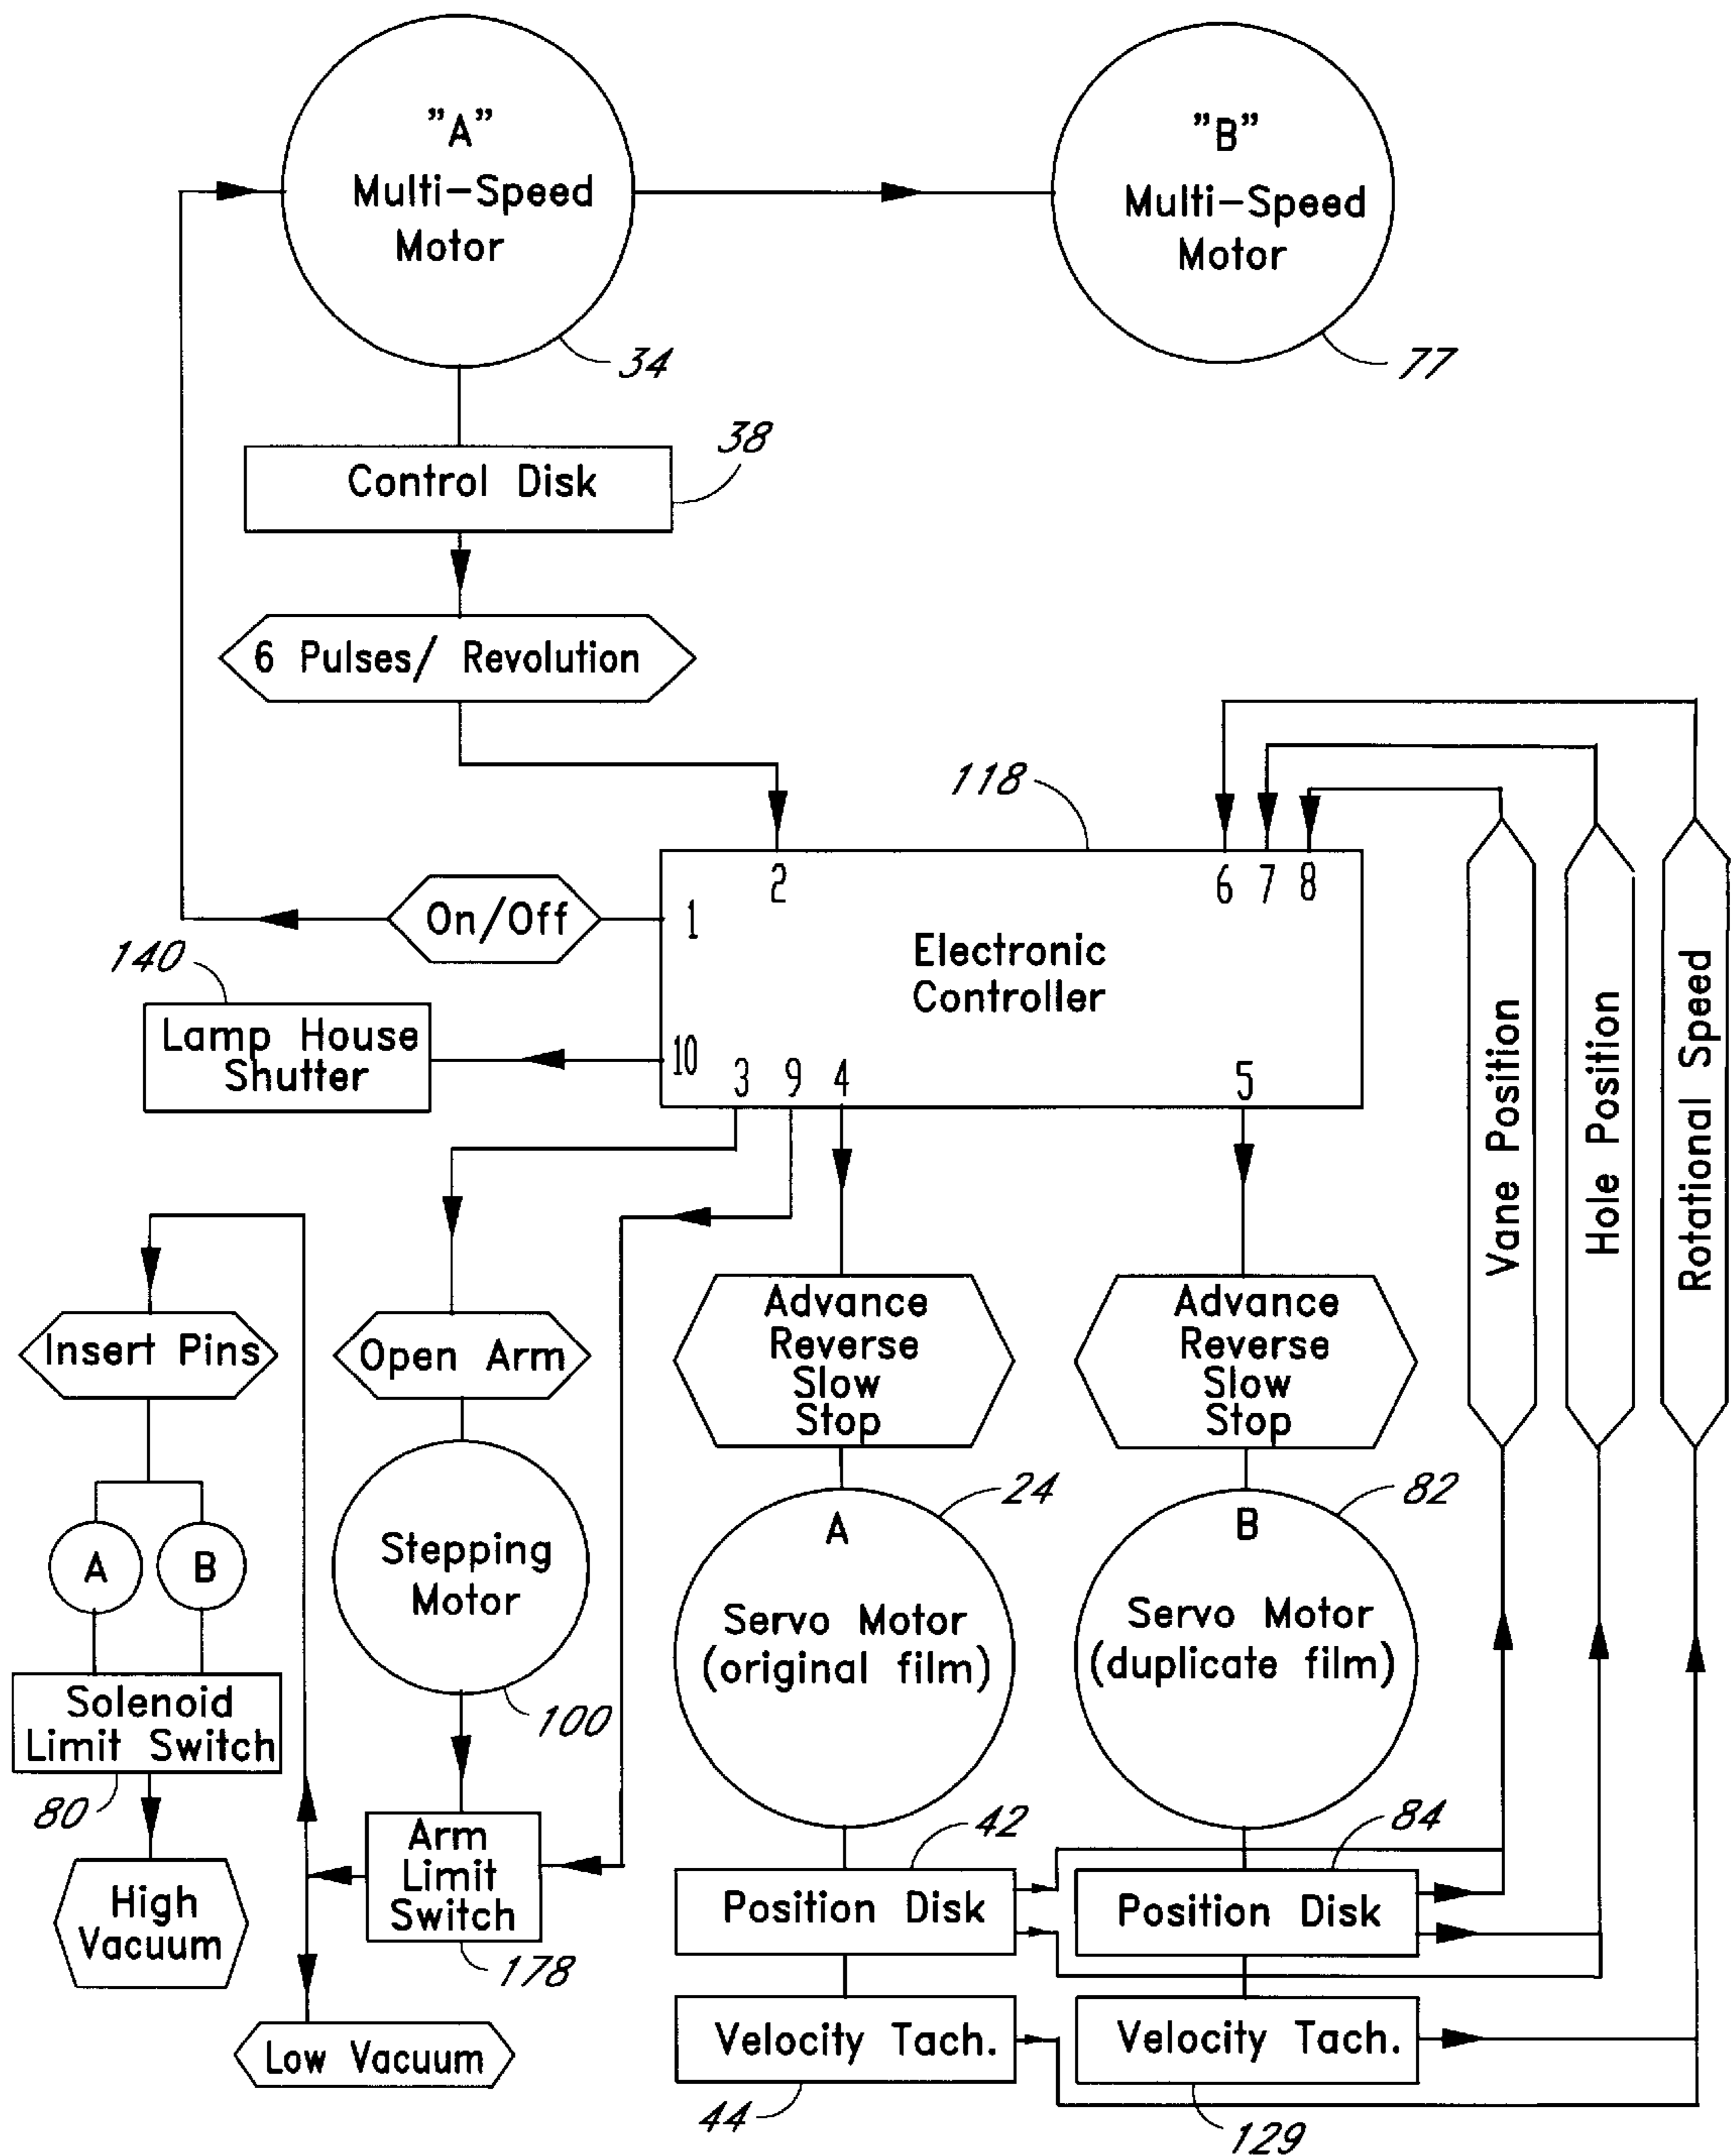 "A"
Multi-Speed
Motor
34
"B"
Multi-Speed
Motor
77
Control Disk
38
6 Pulses/ Revolution
118
1
2
6
7
8
Electronic
Controller
10
3
9
4
5
On/Off
140
Lamp House
Shutter
Vane Position
Hole Position
Rotational Speed
Insert Pins
A
B
Solenoid
Limit Switch
80
High
Vacuum
Open Arm
Stepping
Motor
100
Arm
Limit
Switch
178
Low Vacuum
Advance
Reverse
Slow
Stop
24
A
Servo Motor
(original film)
42
Position Disk
Velocity Tach.
44
Advance
Reverse
Slow
Stop
82
B
Servo Motor
(duplicate film)
84
Position Disk
Velocity Tach.
129